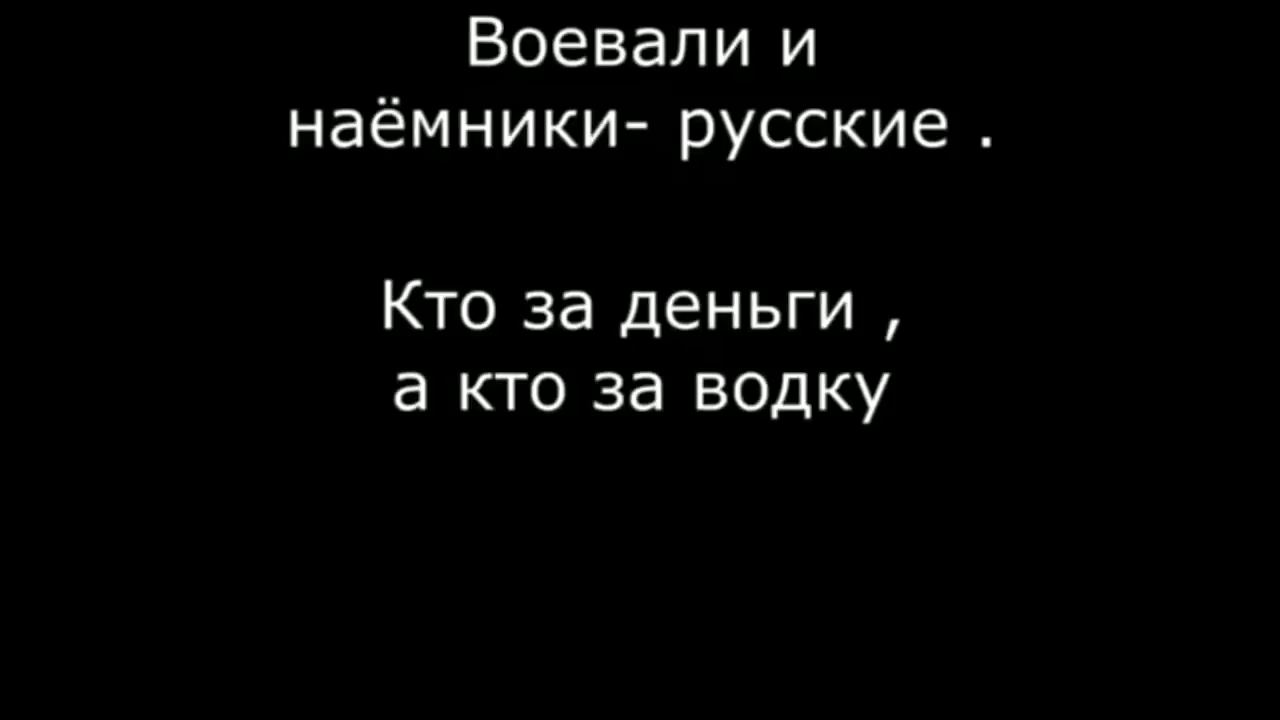 Воевали и
наёмники- русские .
Кто за деньги ,
а кто за водку